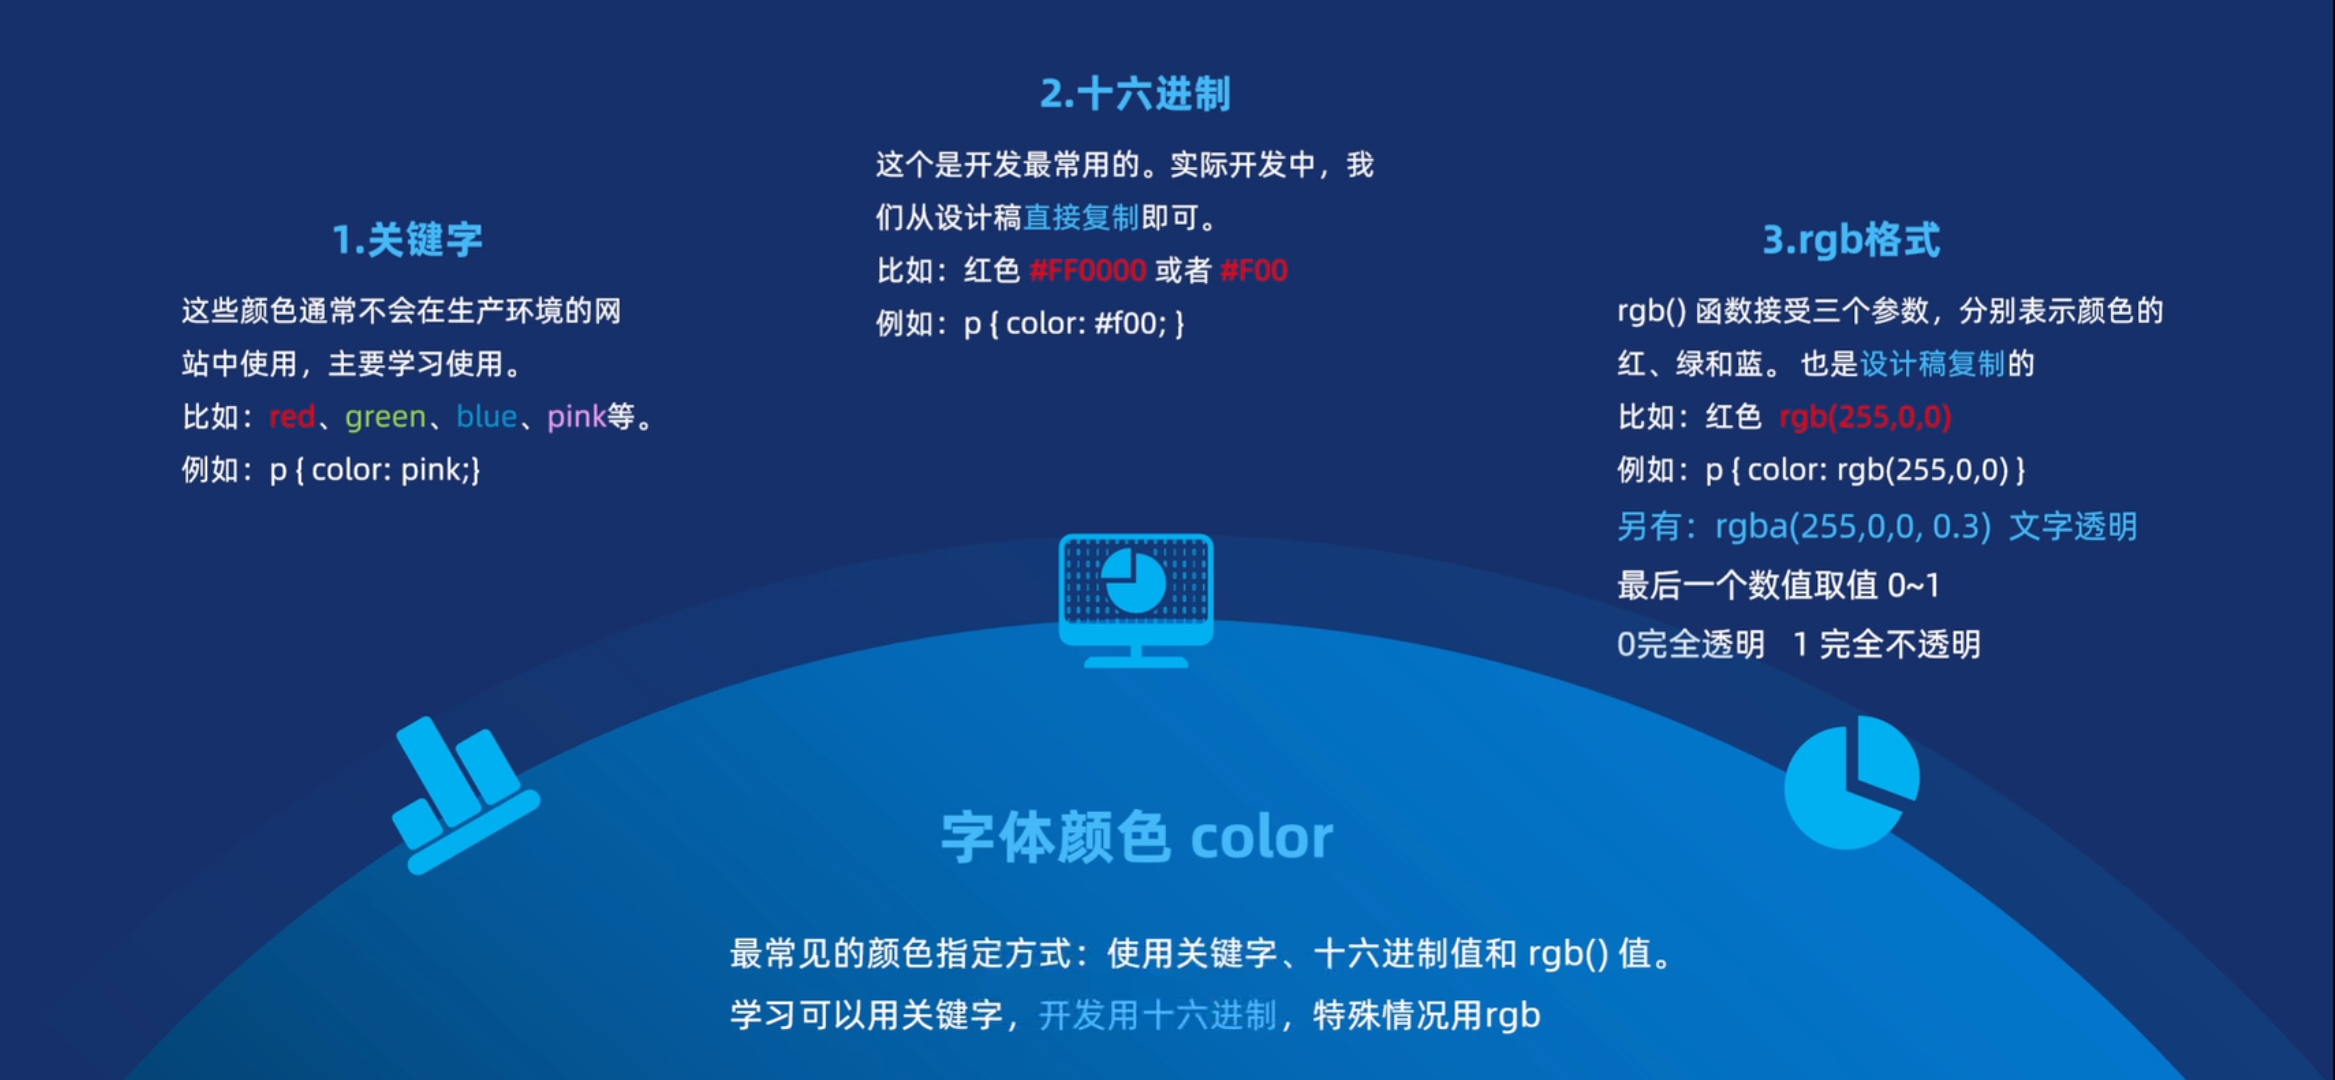 1.关键字
这些颜色通常不会在生产环境的网
站中使用，主要学习使用。
比如：red、green、blue、pink等。
例如：p { color: pink;}
2.十六进制
这个是开发最常用的。实际开发中，我
们从设计稿直接复制即可。
比如：红色 #FF0000 或者 #F00
例如：p { color: #f00; }
3.rgb格式
rgb() 函数接受三个参数，分别表示颜色的
红、绿和蓝。 也是设计稿复制的
比如：红色 rgb(255,0,0)
例如：p { color: rgb(255,0,0) }
另有：rgba(255,0,0, 0.3) 文字透明
最后一个数值取值 0~1
0完全透明 1 完全不透明
字体颜色 color
最常见的颜色指定方式：使用关键字、十六进制值和 rgb() 值。
学习可以用关键字，开发用十六进制，特殊情况用rgb